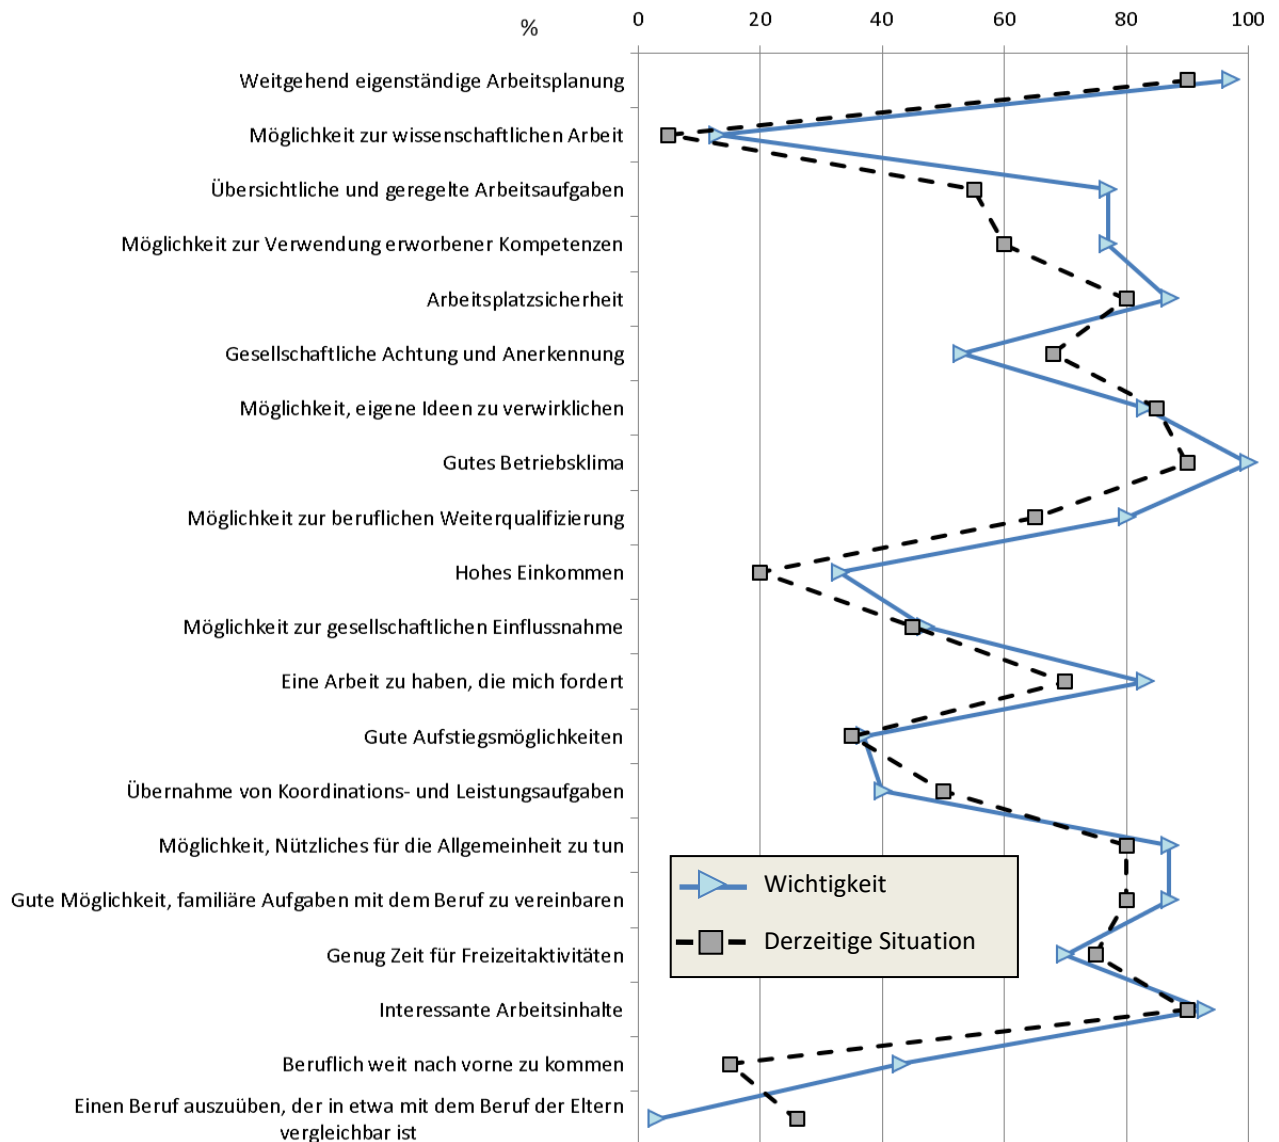 % 0 20 40 60 80 100
Weitgehend eigenständige Arbeitsplanung
Möglichkeit zur wissenschaftlichen Arbeit
Übersichtliche und geregelte Arbeitsaufgaben
Möglichkeit zur Verwendung erworbener Kompetenzen
Arbeitsplatzsicherheit
Gesellschaftliche Achtung und Anerkennung
Möglichkeit, eigene Ideen zu verwirklichen
Gutes Betriebsklima
Möglichkeit zur beruflichen Weiterqualifizierung
Hohes Einkommen
Möglichkeit zur gesellschaftlichen Einflussnahme
Eine Arbeit zu haben, die mich fordert
Gute Aufstiegsmöglichkeiten
Übernahme von Koordinations- und Leistungsaufgaben
Möglichkeit, Nützliches für die Allgemeinheit zu tun
Gute Möglichkeit, familiäre Aufgaben mit dem Beruf zu vereinbaren
Genug Zeit für Freizeitaktivitäten
Interessante Arbeitsinhalte
Beruflich weit nach vorne zu kommen
Einen Beruf auszuüben, der in etwa mit dem Beruf der Eltern
vergleichbar ist
Wichtigkeit
Derzeitige Situation